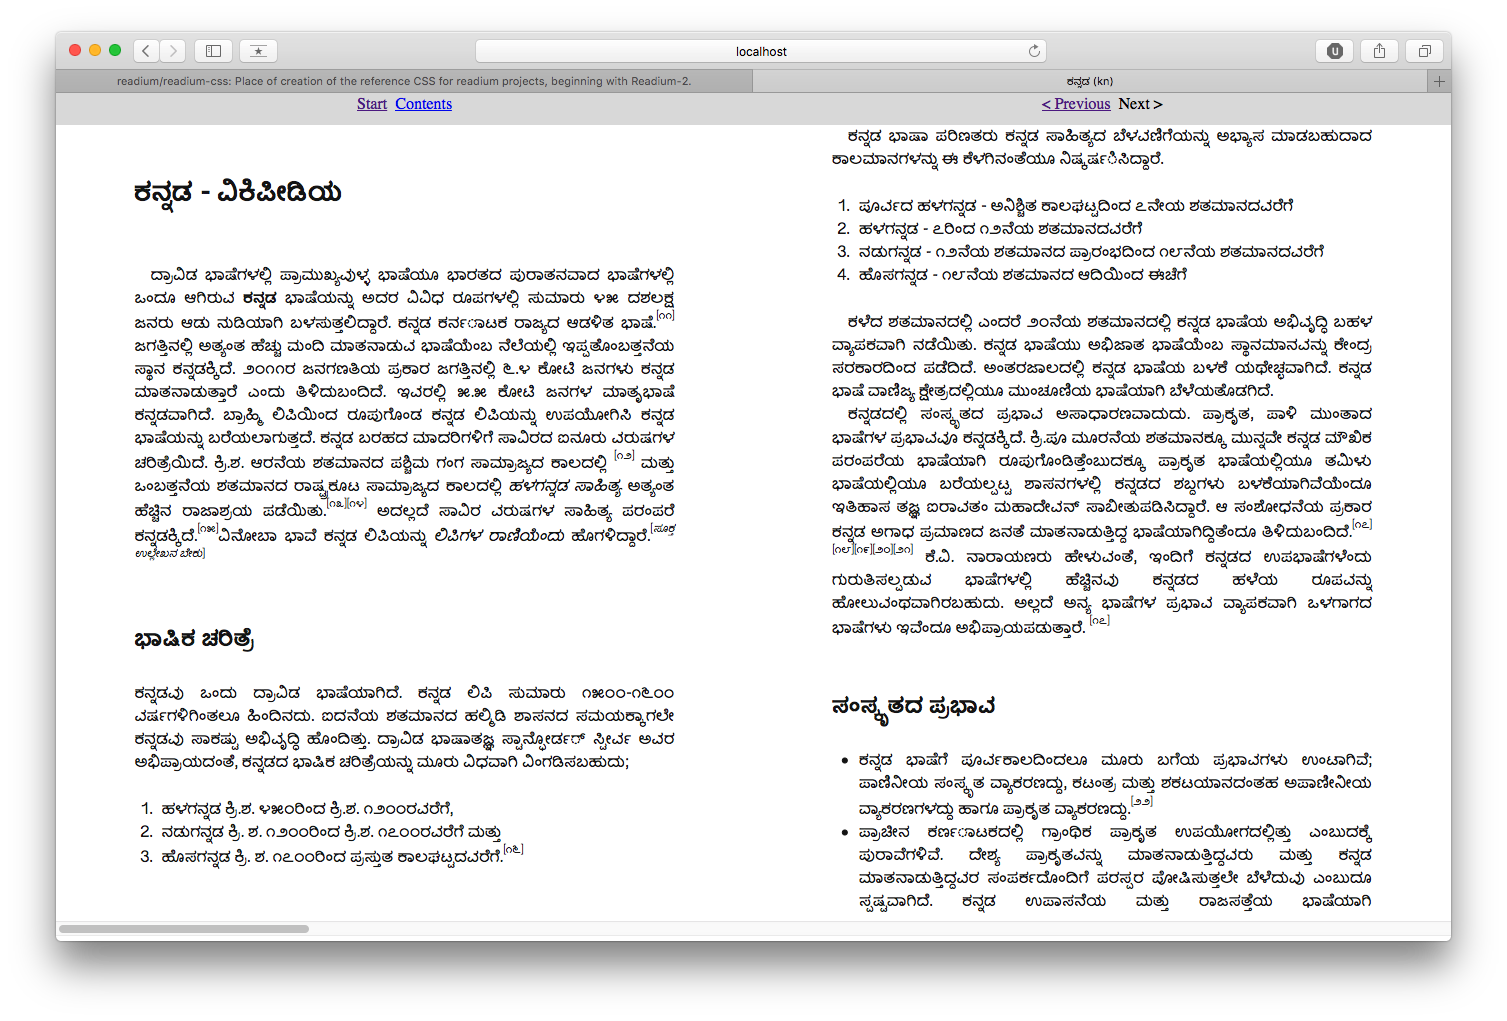 localhost
readium/readium-css: Place of creation of the reference CSS for readium projects, beginning with Readium-2.
ಕನ್ನಡ (kn)
Start Contents
< Previous Next >
ಕನ್ನಡ - ವಿಕಿಪೀಡಿಯ
ದ್ರಾವಿಡ ಭಾಷೆಗಳಲ್ಲಿ ಪ್ರಾಮುಖ್ಯವುಳ್ಳ ಭಾಷೆಯೂ ಭಾರತದ ಪುರಾತನವಾದ ಭಾಷೆಗಳಲ್ಲಿ
ಒಂದೂ ಆಗಿರುವ ಕನ್ನಡ ಭಾಷೆಯನ್ನು ಅದರ ವಿವಿಧ ರೂಪಗಳಲ್ಲಿ ಸುಮಾರು ೪೫ ದಶಲಕ್ಷ
ಜನರು ಆಡು ನುಡಿಯಾಗಿ ಬಳಸುತ್ತಲಿದ್ದಾರೆ. ಕನ್ನಡ ಕರ್ನಾಟಕ ರಾಜ್ಯದ ಆಡಳಿತ ಭಾಷೆ.[೧೧]
ಜಗತ್ತಿನಲ್ಲಿ ಅತ್ಯಂತ ಹೆಚ್ಚು ಮಂದಿ ಮಾತನಾಡುವ ಭಾಷೆಯೆಂಬ ನೆಲೆಯಲ್ಲಿ ಇಪ್ಪತೊಂಬತ್ತನೆಯ
ಸ್ಥಾನ ಕನ್ನಡಕ್ಕಿದೆ. ೨೦೧೧ರ ಜನಗಣತಿಯ ಪ್ರಕಾರ ಜಗತ್ತಿನಲ್ಲಿ ೬.೪ ಕೋಟಿ ಜನಗಳು ಕನ್ನಡ
ಮಾತನಾಡುತ್ತಾರೆ ಎಂದು ತಿಳಿದುಬಂದಿದೆ. ಇವರಲ್ಲಿ ೫.೫ ಕೋಟಿ ಜನಗಳ ಮಾತೃಭಾಷೆ
ಕನ್ನಡವಾಗಿದೆ. ಬ್ರಾಹ್ಮಿ ಲಿಪಿಯಿಂದ ರೂಪುಗೊಂಡ ಕನ್ನಡ ಲಿಪಿಯನ್ನು ಉಪಯೋಗಿಸಿ ಕನ್ನಡ
ಭಾಷೆಯನ್ನು ಬರೆಯಲಾಗುತ್ತದೆ. ಕನ್ನಡ ಬರಹದ ಮಾದರಿಗಳಿಗೆ ಸಾವಿರದ ಐನೂರು ವರುಷಗಳ
ಚರಿತ್ರೆಯಿದೆ. ಕ್ರಿ.ಶ. ಆರನೆಯ ಶತಮಾನದ ಪಶ್ಚಿಮ ಗಂಗ ಸಾಮ್ರಾಜ್ಯದ ಕಾಲದಲ್ಲಿ [೧೨] ಮತ್ತು
ಒಂಬತ್ತನೆಯ ಶತಮಾನದ ರಾಷ್ಟ್ರಕೂಟ ಸಾಮ್ರಾಜ್ಯದ ಕಾಲದಲ್ಲಿ ಹಳಗನ್ನಡ ಸಾಹಿತ್ಯ ಅತ್ಯಂತ
ಹೆಚ್ಚಿನ ರಾಜಾಶ್ರಯ ಪಡೆಯಿತು.[೧೩][೧೪] ಅದಲ್ಲದೆ ಸಾವಿರ ವರುಷಗಳ ಸಾಹಿತ್ಯ ಪರಂಪರೆ
ಕನ್ನಡಕ್ಕಿದೆ.[೧೫]ವಿನೋಬಾ ಭಾವೆ ಕನ್ನಡ ಲಿಪಿಯನ್ನು ಲಿಪಿಗಳ ರಾಣಿಯೆಂದು ಹೊಗಳಿದ್ದಾರೆ.[ಸೂಕ್ತ
ಉಲ್ಲೇಖನ ಬೇಕು]
ಭಾಷಿಕ ಚರಿತ್ರೆ
ಕನ್ನಡವು ಒಂದು ದ್ರಾವಿಡ ಭಾಷೆಯಾಗಿದೆ. ಕನ್ನಡ ಲಿಪಿ ಸುಮಾರು ೧೫೦೦-೧೬೦೦
ವರ್ಷಗಳಿಗಿಂತಲೂ ಹಿಂದಿನದು. ಐದನೆಯ ಶತಮಾನದ ಹಲ್ಮಿಡಿ ಶಾಸನದ ಸಮಯಕ್ಕಾಗಲೇ
ಕನ್ನಡವು ಸಾಕಷ್ಟು ಅಭಿವೃದ್ಧಿ ಹೊಂದಿತ್ತು. ದ್ರಾವಿಡ ಭಾಷಾತಜ್ಞ ಸ್ಟಾನ್ಫೋರ್ಡ್ ಸ್ಟೀರ್ವ ಅವರ
ಅಭಿಪ್ರಾಯದಂತೆ, ಕನ್ನಡದ ಭಾಷಿಕ ಚರಿತ್ರೆಯನ್ನು ಮೂರು ವಿಧವಾಗಿ ವಿಂಗಡಿಸಬಹುದು;
1. ಹಳಗನ್ನಡ ಕ್ರಿ.ಶ. ೪೫೦ರಿಂದ ಕ್ರಿ.ಶ. ೧೨೦೦ರವರೆಗೆ,
2. ನಡುಗನ್ನಡ ಕ್ರಿ. ಶ. ೧೨೦೦ರಿಂದ ಕ್ರಿ.ಶ. ೧೭೦೦ರವರೆಗೆ ಮತ್ತು
3. ಹೊಸಗನ್ನಡ ಕ್ರಿ. ಶ. ೧೭೦೦ರಿಂದ ಪ್ರಸ್ತುತ ಕಾಲಘಟ್ಟದವರೆಗೆ.[೧೬]
ಕನ್ನಡ ಭಾಷಾ ಪರಿಣತರು ಕನ್ನಡ ಸಾಹಿತ್ಯದ ಬೆಳವಣಿಗೆಯನ್ನು ಅಭ್ಯಾಸ ಮಾಡಬಹುದಾದ
ಕಾಲಮಾನಗಳನ್ನು ಈ ಕೆಳಗಿನಂತೆಯೂ ನಿಷ್ಕರ್ಷಿಸಿದ್ದಾರೆ.
1. ಪೂರ್ವದ ಹಳಗನ್ನಡ - ಅನಿಶ್ಚಿತ ಕಾಲಘಟ್ಟದಿಂದ ೭ನೇಯ ಶತಮಾನದವರೆಗೆ
2. ಹಳಗನ್ನಡ - ೭ರಿಂದ ೧೨ನೆಯ ಶತಮಾನದವರೆಗೆ
3. ನಡುಗನ್ನಡ - ೧೨ನೆಯ ಶತಮಾನದ ಪ್ರಾರಂಭದಿಂದ ೧೮ನೆಯ ಶತಮಾನದವರೆಗೆ
4. ಹೊಸಗನ್ನಡ - ೧೮ನೆಯ ಶತಮಾನದ ಆದಿಯಿಂದ ಈಚೆಗೆ
ಕಳೆದ ಶತಮಾನದಲ್ಲಿ ಎಂದರೆ ೨೦ನೆಯ ಶತಮಾನದಲ್ಲಿ ಕನ್ನಡ ಭಾಷೆಯ ಅಭಿವೃದ್ಧಿ ಬಹಳ
ವ್ಯಾಪಕವಾಗಿ ನಡೆಯಿತು. ಕನ್ನಡ ಭಾಷೆಯು ಅಭಿಜಾತ ಭಾಷೆಯೆಂಬ ಸ್ಥಾನಮಾನವನ್ನು ಕೇಂದ್ರ
ಸರಕಾರದಿಂದ ಪಡೆದಿದೆ. ಅಂತರಜಾಲದಲ್ಲಿ ಕನ್ನಡ ಭಾಷೆಯ ಬಳಕೆ ಯಥೇಚ್ಛವಾಗಿದೆ. ಕನ್ನಡ
ಭಾಷೆ ವಾಣಿಜ್ಯ ಕ್ಷೇತ್ರದಲ್ಲಿಯೂ ಮುಂಚೂಣಿಯ ಭಾಷೆಯಾಗಿ ಬೆಳೆಯತೊಡಗಿದೆ.
ಕನ್ನಡದಲ್ಲಿ ಸಂಸ್ಕೃತದ ಪ್ರಭಾವ ಅಸಾಧಾರಣವಾದುದು. ಪ್ರಾಕೃತ, ಪಾಳಿ ಮುಂತಾದ
ಭಾಷೆಗಳ ಪ್ರಭಾವವೂ ಕನ್ನಡಕ್ಕಿದೆ. ಕ್ರಿ.ಪೂ ಮೂರನೆಯ ಶತಮಾನಕ್ಕೂ ಮುನ್ನವೇ ಕನ್ನಡ ಮೌಖಿಕ
ಪರಂಪರೆಯ ಭಾಷೆಯಾಗಿ ರೂಪುಗೊಂಡಿತ್ತೆಂಬುದಕ್ಕೂ ಪ್ರಾಕೃತ ಭಾಷೆಯಲ್ಲಿಯೂ ತಮಿಳು
ಭಾಷೆಯಲ್ಲಿಯೂ ಬರೆಯಲ್ಪಟ್ಟ ಶಾಸನಗಳಲ್ಲಿ ಕನ್ನಡದ ಶಬ್ದಗಳು ಬಳಕೆಯಾಗಿವೆಯೆಂದೂ
ಇತಿಹಾಸ ತಜ್ಞ ಐರಾವತಂ ಮಹಾದೇವನ್ ಸಾಬೀತುಪಡಿಸಿದ್ದಾರೆ. ಆ ಸಂಶೋಧನೆಯ ಪ್ರಕಾರ
ಕನ್ನಡ ಅಗಾಧ ಪ್ರಮಾಣದ ಜನತೆ ಮಾತನಾಡುತ್ತಿದ್ದ ಭಾಷೆಯಾಗಿದ್ದಿತೆಂದೂ ತಿಳಿದುಬಂದಿದೆ.[೧೭]
[೧೮][೧೯][೨೦][೨೧] ಕೆ.ವಿ. ನಾರಾಯಣರು ಹೇಳುವಂತೆ, ಇಂದಿಗೆ ಕನ್ನಡದ ಉಪಭಾಷೆಗಳೆಂದು
ಗುರುತಿಸಲ್ಪಡುವ ಭಾಷೆಗಳಲ್ಲಿ ಹೆಚ್ಚಿನವು ಕನ್ನಡದ ಹಳೆಯ ರೂಪವನ್ನು
ಹೋಲುವಂಥವಾಗಿರಬಹುದು. ಅಲ್ಲದೆ ಅನ್ಯ ಭಾಷೆಗಳ ಪ್ರಭಾವ ವ್ಯಾಪಕವಾಗಿ ಒಳಗಾಗದ
ಭಾಷೆಗಳು ಇವೆಂದೂ ಅಭಿಪ್ರಾಯಪಡುತ್ತಾರೆ. [೧೭]
ಸಂಸ್ಕೃತದ ಪ್ರಭಾವ
• ಕನ್ನಡ ಭಾಷೆಗೆ ಪೂರ್ವಕಾಲದಿಂದಲೂ ಮೂರು ಬಗೆಯ ಪ್ರಭಾವಗಳು ಉಂಟಾಗಿವೆ;
ಪಾಣಿನೀಯ ಸಂಸ್ಕೃತ ವ್ಯಾಕರಣದ್ದು, ಕಟಂತ್ರ ಮತ್ತು ಶಕಟಯಾನದಂತಹ ಅಪಾಣೀನೀಯ
ವ್ಯಾಕರಣಗಳದ್ದು ಹಾಗೂ ಪ್ರಾಕೃತ ವ್ಯಾಕರಣದ್ದು.[೨೨]
• ಪ್ರಾಚೀನ ಕರ್ಣಾಟಕದಲ್ಲಿ ಗ್ರಾಂಥಿಕ ಪ್ರಾಕೃತ ಉಪಯೋಗದಲ್ಲಿತ್ತು ಎಂಬುದಕ್ಕೆ
ಪುರಾವೆಗಳಿವೆ. ದೇಶ್ಯ ಪ್ರಾಕೃತವನ್ನು ಮಾತನಾಡುತ್ತಿದ್ದವರು ಮತ್ತು ಕನ್ನಡ
ಮಾತನಾಡುತ್ತಿದ್ದವರ ಸಂಪರ್ಕದೊಂದಿಗೆ ಪರಸ್ಪರ ಪೋಷಿಸುತ್ತಲೇ ಬೆಳೆದುವು ಎಂಬುದೂ
ಸ್ಪಷ್ಟವಾಗಿದೆ. ಕನ್ನಡ ಉಪಾಸನೆಯ ಮತ್ತು ರಾಜಸತ್ತೆಯ ಭಾಷೆಯಾಗಿ